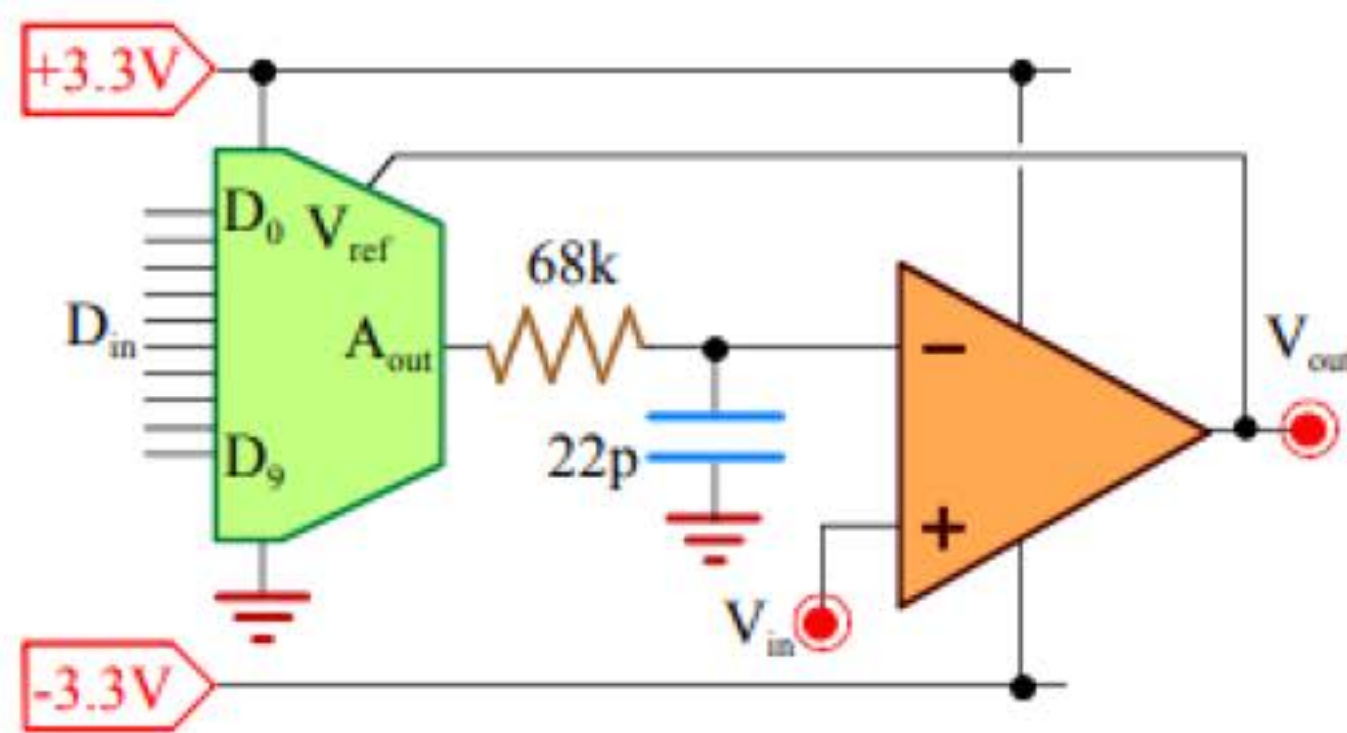 +3.3V
D0
Vref
68k
Din
Aout
−
Vout
D9
22p
+
Vin
-3.3V